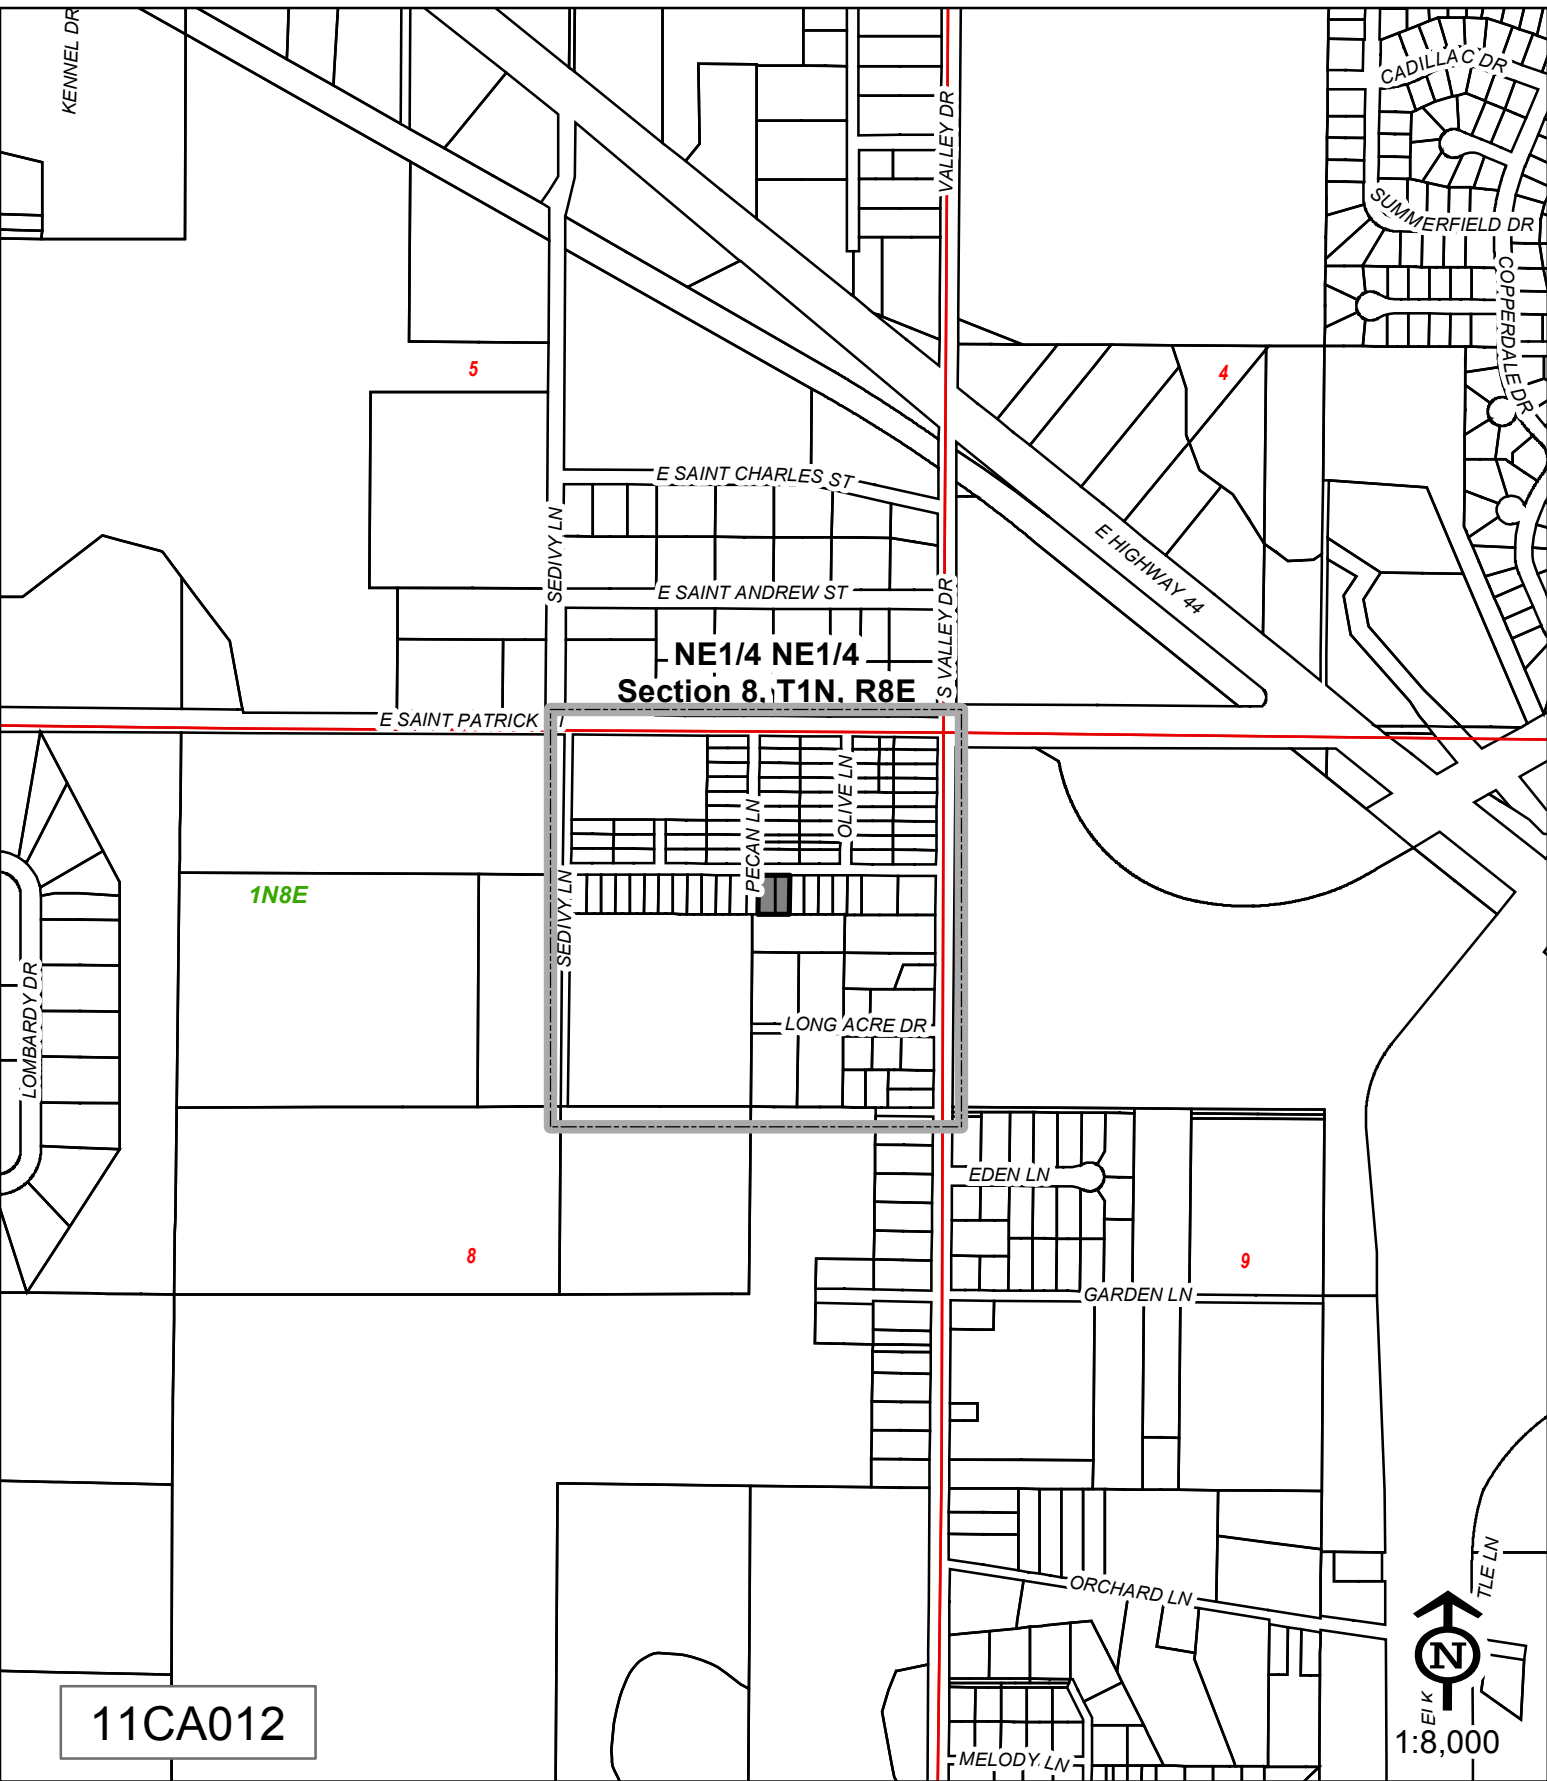 KENNEL DR
CADILLAC DR
VALLEY DR
SUMMERFIELD DR
COPPERDALE DR
5
4
E SAINT CHARLES ST
SEDIVY LN
E HIGHWAY 44
E SAINT ANDREW ST
S VALLEY DR
NE1/4 NE1/4
Section 8, T1N, R8E
E SAINT PATRICK
OLIVE LN
PECAN LN
1N8E
SEDIVY LN
LOMBARDY DR
LONG ACRE DR
EDEN LN
8
9
GARDEN LN
ORCHARD LN
TLE LN
N
EI K
11CA012
1:8,000
MELODY LN